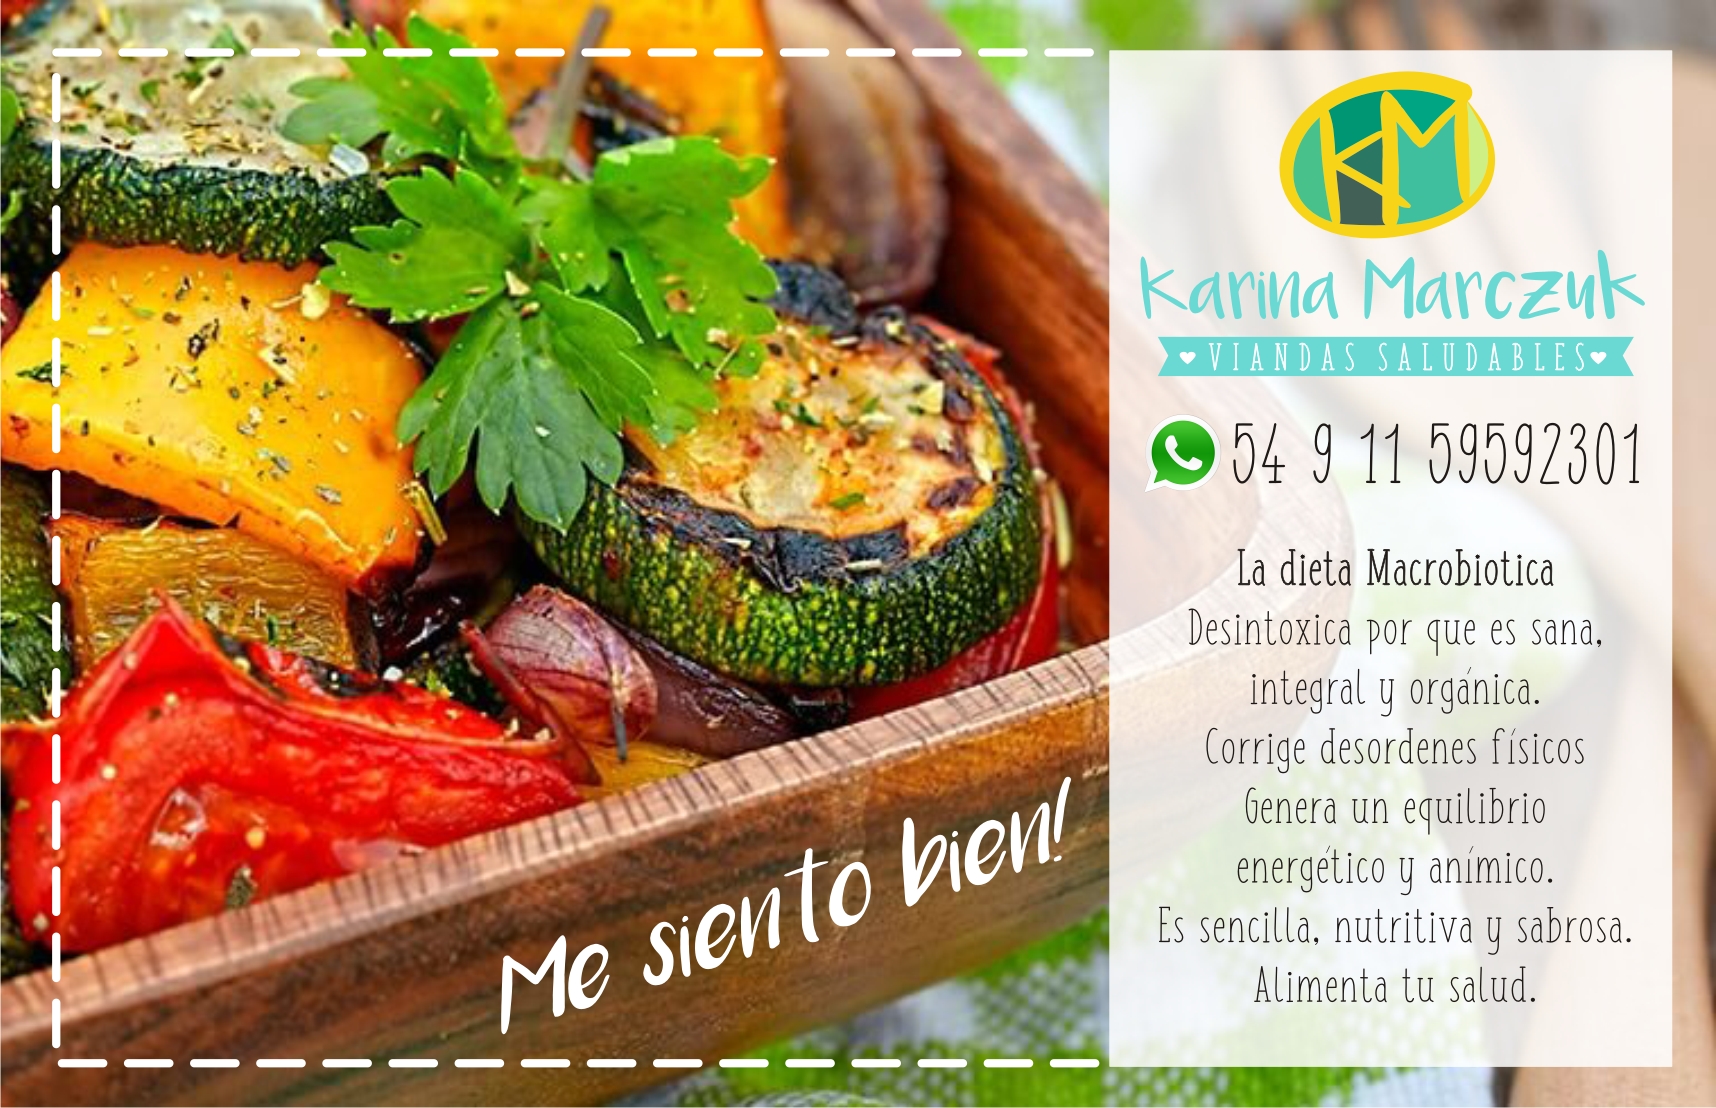 KM
Karina Marczuk
VIANDAS SALUDABLES
54 9 11 59592301
La dieta Macrobiotica
Desintoxica por que es sana,
integral y orgánica.
Corrige desordenes físicos
Genera un equilibrio
energético y anímico.
Es sencilla, nutritiva y sabrosa.
Alimenta tu salud.
Me siento bien!